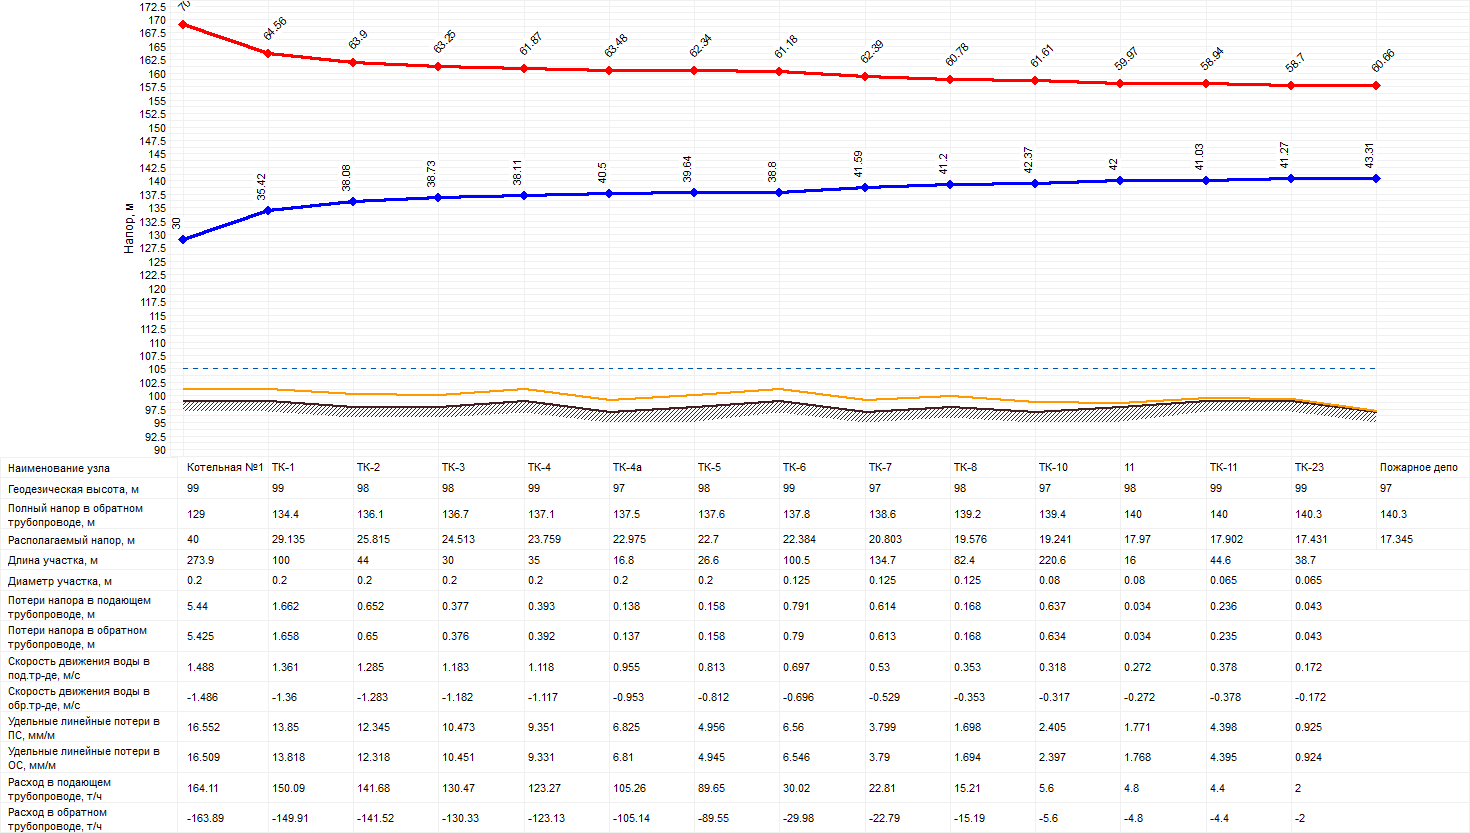 172.5
170
167.5
165
162.5
160
157.5
155
152.5
150
147.5
145
142.5
140
137.5
135
132.5
130
127.5
125
122.5
120
117.5
115
112.5
110
107.5
105
102.5
100
97.5
95
92.5
90
Напор, м
70 64.56 63.9 63.25 61.87 63.48 62.34 61.18 62.39 60.78 61.61 59.97 58.94 58.7 60.66
30 35.42 38.08 38.73 38.11 40.5 39.64 38.8 41.59 41.2 42.37 42 41.03 41.27 43.31
Наименование узла Котельная №1 ТК-1 ТК-2 ТК-3 ТК-4 ТК-4а ТК-5 ТК-6 ТК-7 ТК-8 ТК-10 11 ТК-11 ТК-23 Пожарное депо
Геодезическая высота, м 99 99 98 98 99 97 98 99 97 98 97 98 99 99 97
Полный напор в обратном
трубопроводе, м 129 134.4 136.1 136.7 137.1 137.5 137.6 137.8 138.6 139.2 139.4 140 140 140.3 140.3
Располагаемый напор, м 40 29.135 25.815 24.513 23.759 22.975 22.7 22.384 20.803 19.576 19.241 17.97 17.902 17.431 17.345
Длина участка, м 273.9 100 44 30 35 16.8 26.6 100.5 134.7 82.4 220.6 16 44.6 38.7
Диаметр участка, м 0.2 0.2 0.2 0.2 0.2 0.2 0.2 0.125 0.125 0.125 0.08 0.08 0.065 0.065
Потери напора в подающем
трубопроводе, м 5.44 1.662 0.652 0.377 0.393 0.138 0.158 0.791 0.614 0.168 0.637 0.034 0.236 0.043
Потери напора в обратном
трубопроводе, м 5.425 1.658 0.65 0.376 0.392 0.137 0.158 0.79 0.613 0.168 0.634 0.034 0.235 0.043
Скорость движения воды в
под.тр-де, м/с 1.488 1.361 1.285 1.183 1.118 0.955 0.813 0.697 0.53 0.353 0.318 0.272 0.378 0.172
Скорость движения воды в
обр.тр-де, м/с -1.486 -1.36 -1.283 -1.182 -1.117 -0.953 -0.812 -0.696 -0.529 -0.353 -0.317 -0.272 -0.378 -0.172
Удельные линейные потери в
ПС, мм/м 16.552 13.85 12.345 10.473 9.351 6.825 4.956 6.56 3.799 1.698 2.405 1.771 4.398 0.925
Удельные линейные потери в
ОС, мм/м 16.509 13.818 12.318 10.451 9.331 6.81 4.945 6.546 3.79 1.694 2.397 1.768 4.395 0.924
Расход в подающем
трубопроводе, т/ч 164.11 150.09 141.68 130.47 123.27 105.26 89.65 30.02 22.81 15.21 5.6 4.8 4.4 2
Расход в обратном
трубопроводе, т/ч -163.89 -149.91 -141.52 -130.33 -123.13 -105.14 -89.55 -29.98 -22.79 -15.19 -5.6 -4.8 -4.4 -2